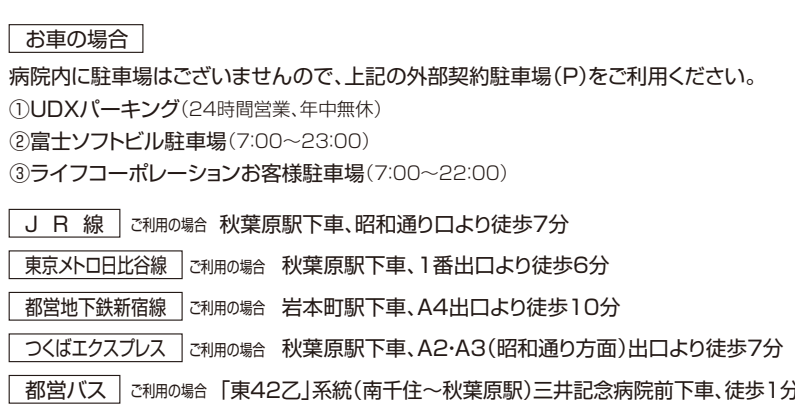 お車の場合
病院内に駐車場はございませんので、上記の外部契約駐車場(P)をご利用ください。
①UDXパーキング(24時間営業、年中無休)
②富士ソフトビル駐車場(7:00～23:00)
③ライフコーポレーションお客様駐車場(7:00～22:00)
JR線 ご利用の場合 秋葉原駅下車、昭和通り口より徒歩7分
東京メトロ日比谷線 ご利用の場合 秋葉原駅下車、1番出口より徒歩6分
都営地下鉄新宿線 ご利用の場合 岩本町駅下車、A4出口より徒歩10分
つくばエクスプレス ご利用の場合 秋葉原駅下車、A2・A3(昭和通り方面)出口より徒歩7分
都営バス ご利用の場合 「東42乙」系統(南千住～秋葉原駅)三井記念病院前下車、徒歩1分